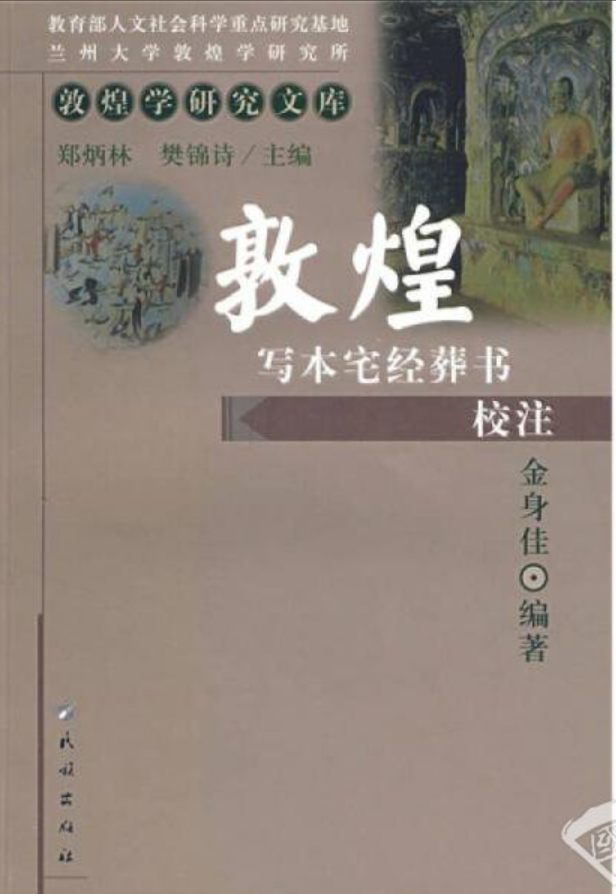 教育部人文社会科学重点研究基地
兰州大学敦煌学研究所
敦煌学研究文库
郑炳林 樊锦诗/主编
敦煌
写本宅经葬书
校注
金身佳⊙编著
民族出版社
國